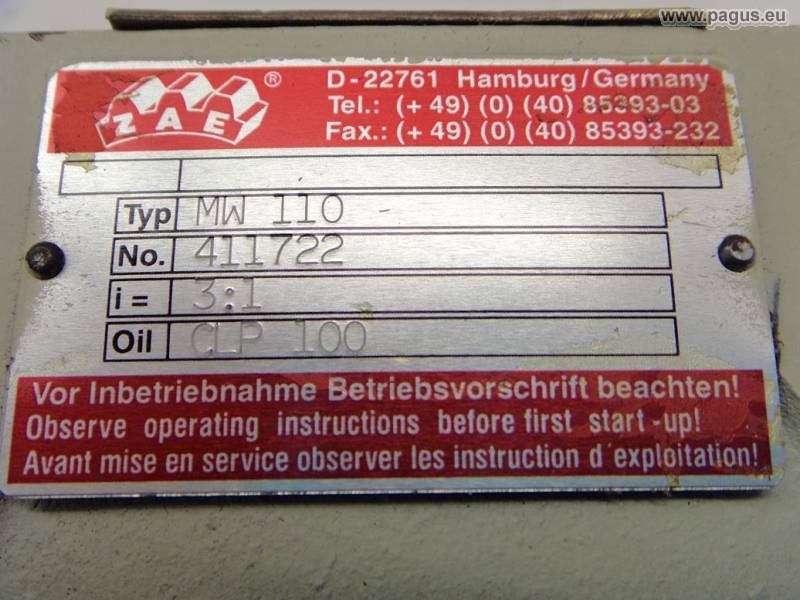 www.pagus.eu
ZAE ®
D-22761 Hamburg/Germany
Tel.: (+ 49) (0) (40) 85393-03
Fax.: (+ 49) (0) (40) 85393-232
Typ MW 110
No. 411722
i = 3:1
Oil CLP 100
Vor Inbetriebnahme Betriebsvorschrift beachten!
Observe operating instructions before first start-up!
Avant mise en service observer les instruction d´exploitation!